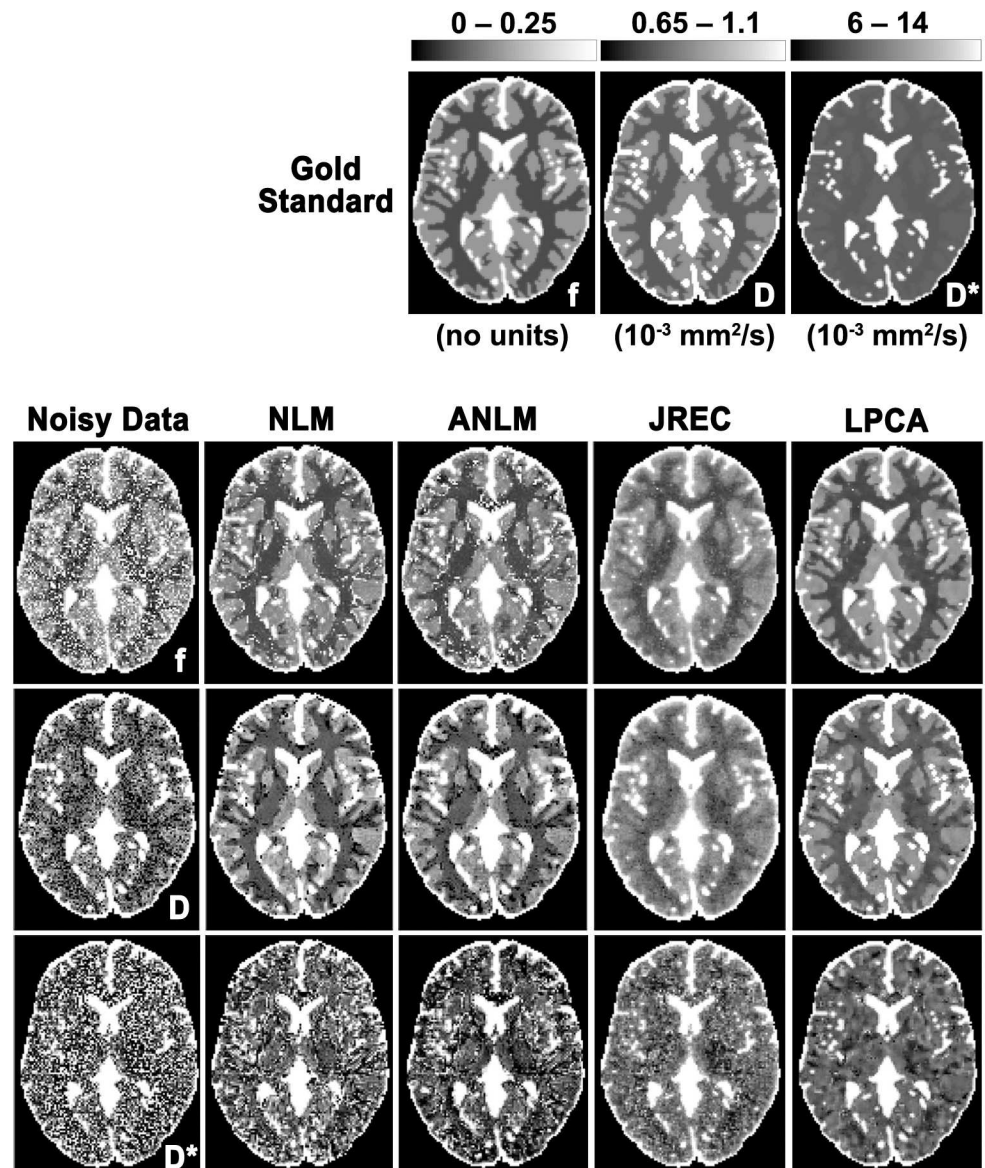 0 – 0.25 0.65 – 1.1 6 – 14
Gold
Standard
f D D*
(no units) (10⁻³ mm²/s) (10⁻³ mm²/s)
Noisy Data NLM ANLM JREC LPCA
f
D
D*